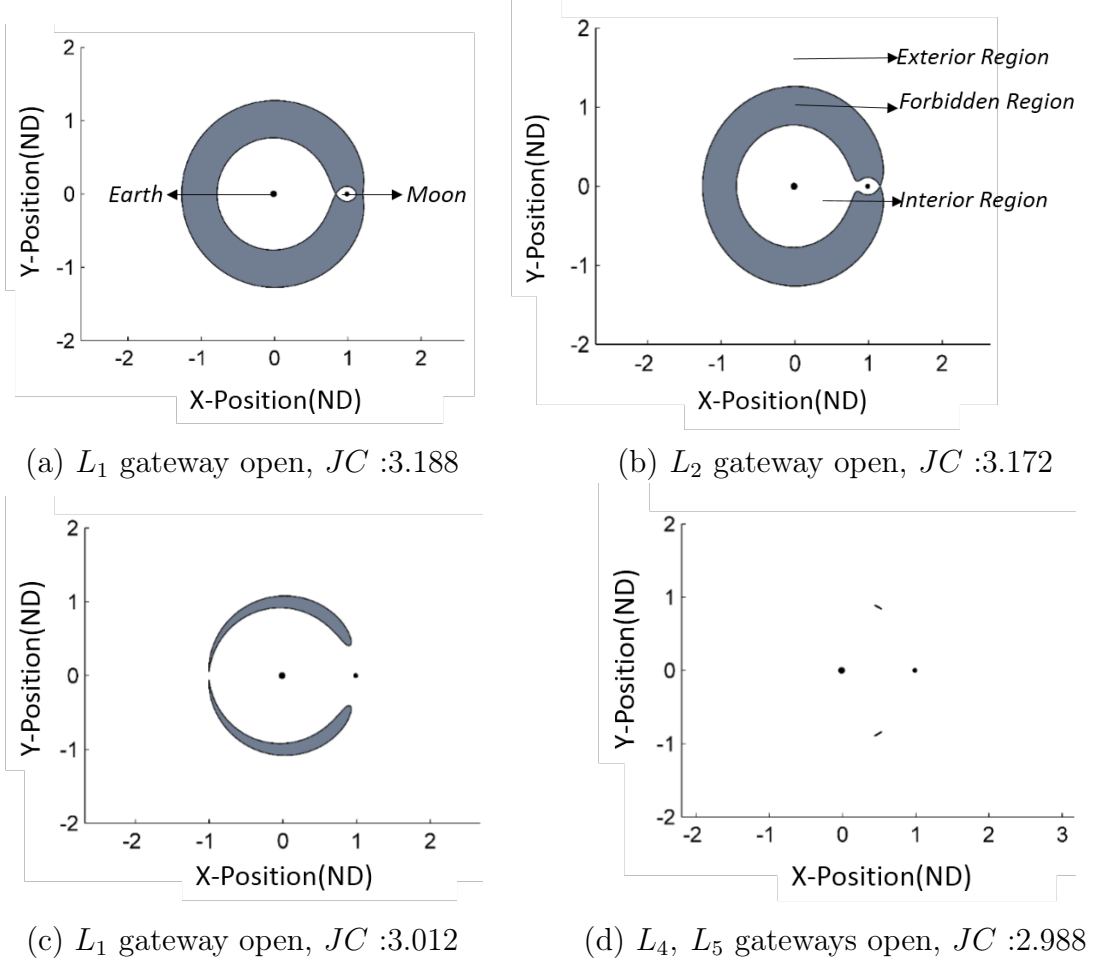 2
1
0
-1
-2
Y-Position(ND)
Earth
Moon
-2 -1 0 1 2
X-Position(ND)
(a) L₁ gateway open, JC :3.188
2
1
0
-1
-2
Y-Position(ND)
Exterior Region
Forbidden Region
Interior Region
-2 -1 0 1 2
X-Position(ND)
(b) L₂ gateway open, JC :3.172
2
1
0
-1
-2
Y-Position(ND)
-2 -1 0 1 2
X-Position(ND)
(c) L₁ gateway open, JC :3.012
2
1
0
-1
-2
Y-Position(ND)
-2 -1 0 1 2 3
X-Position(ND)
(d) L₄, L₅ gateways open, JC :2.988